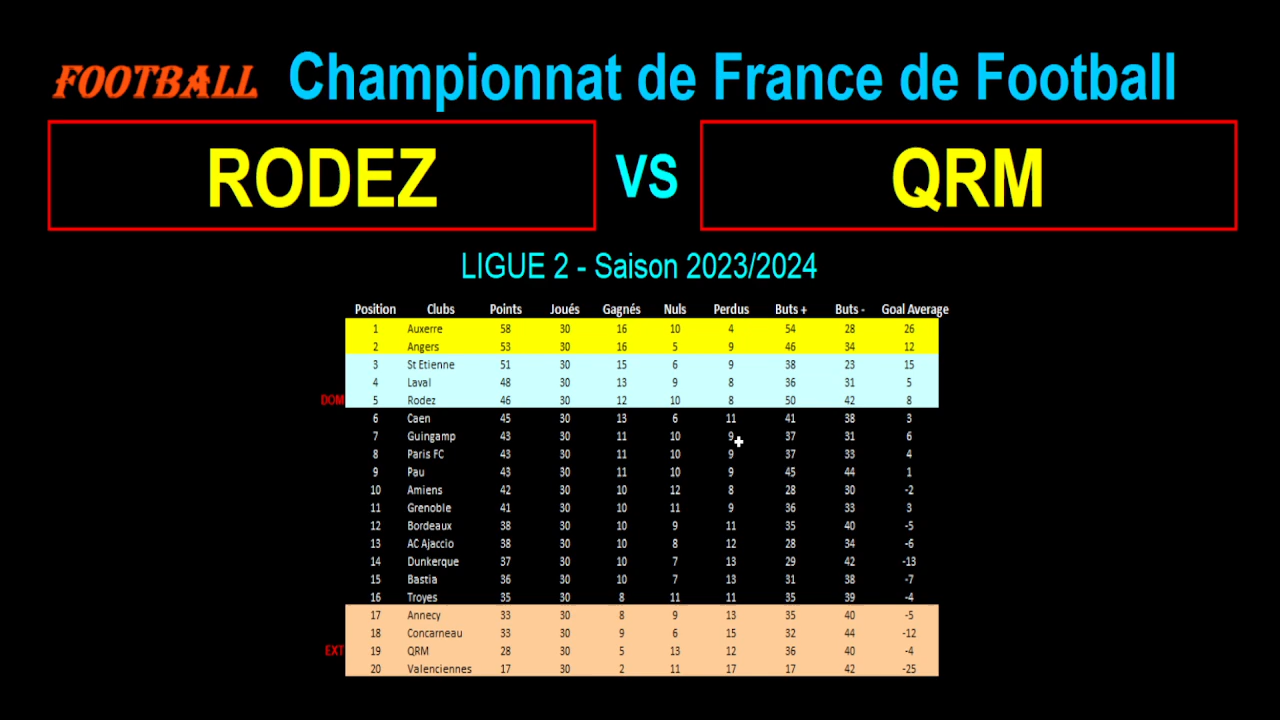 FOOTBALL Championnat de France de Football
RODEZ VS QRM
LIGUE 2 - Saison 2023/2024
Position Clubs Points Joués Gagnés Nuls Perdus Buts + Buts - Goal Average
1 Auxerre 58 30 16 10 4 54 28 26
2 Angers 53 30 16 5 9 46 34 12
3 St Etienne 51 30 15 6 9 38 23 15
4 Laval 48 30 13 9 8 36 31 5
DOM 5 Rodez 46 30 12 10 8 50 42 8
6 Caen 45 30 13 6 11 41 38 3
7 Guingamp 43 30 11 10 9 37 31 6
8 Paris FC 43 30 11 10 9 37 33 4
9 Pau 43 30 11 10 9 45 44 1
10 Amiens 42 30 10 12 8 28 30 -2
11 Grenoble 41 30 10 11 9 36 33 3
12 Bordeaux 38 30 10 9 11 35 40 -5
13 AC Ajaccio 38 30 10 8 12 28 34 -6
14 Dunkerque 37 30 10 7 13 29 42 -13
15 Bastia 36 30 10 7 13 31 38 -7
16 Troyes 35 30 8 11 11 35 39 -4
17 Annecy 33 30 8 9 13 35 40 -5
18 Concarneau 33 30 9 6 15 32 44 -12
EXT 19 QRM 28 30 5 13 12 36 40 -4
20 Valenciennes 17 30 2 11 17 17 42 -25